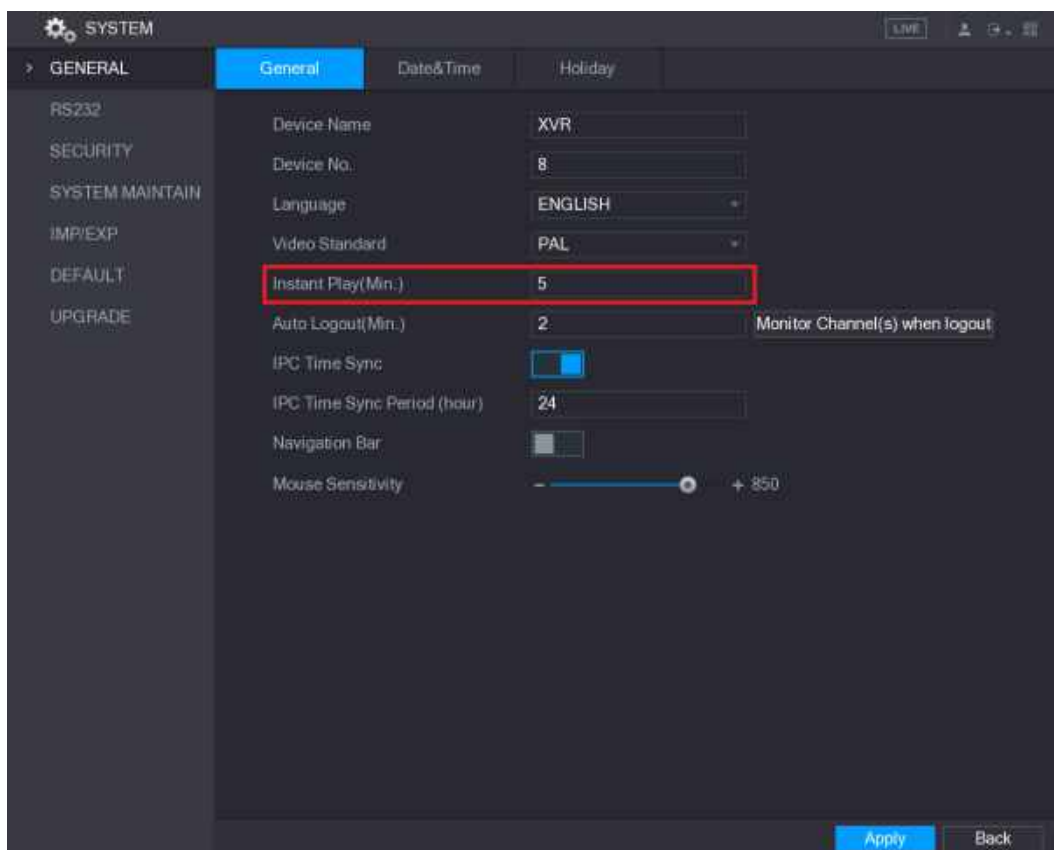 SYSTEM
LIVE
GENERAL
General Date&Time Holiday
RS232
SECURITY
SYSTEM MAINTAIN
IMP/EXP
DEFAULT
UPGRADE
Device Name XVR
Device No. 8
Language ENGLISH
Video Standard PAL
Instant Play(Min.) 5
Auto Logout(Min.) 2 Monitor Channel(s) when logout
IPC Time Sync
IPC Time Sync Period (hour) 24
Navigation Bar
Mouse Sensitivity - + 850
Apply Back